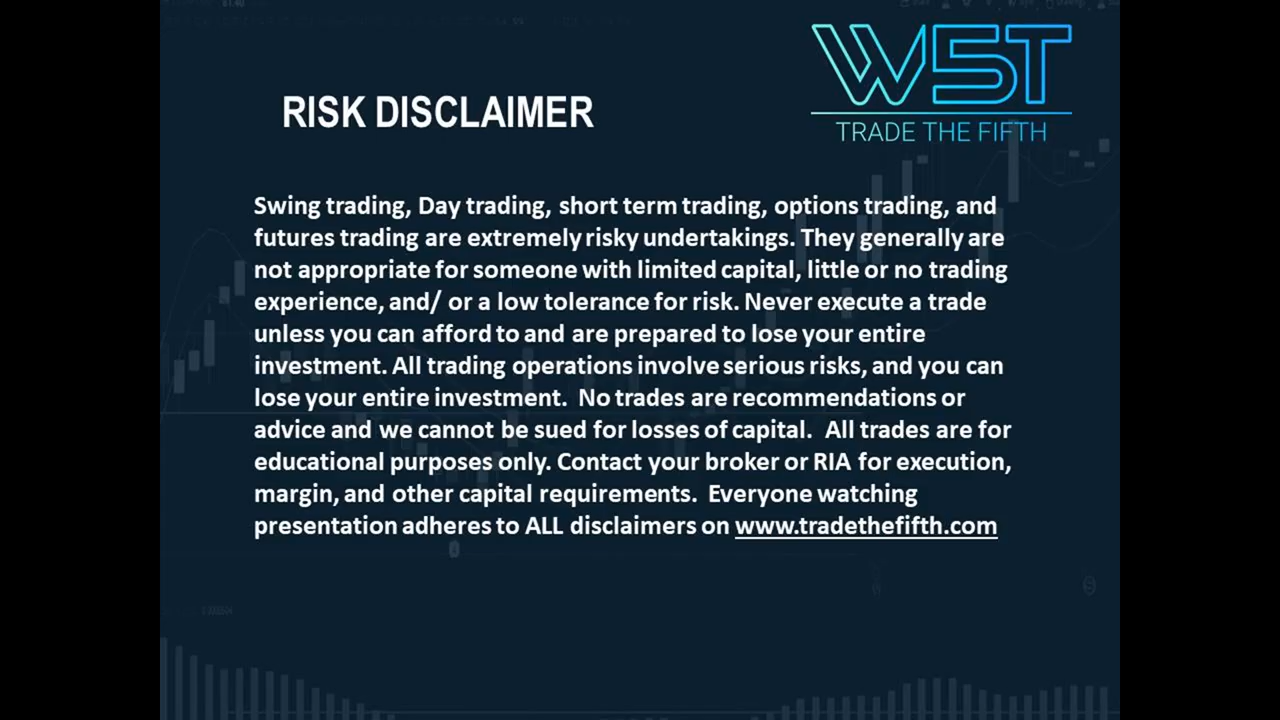 W5T
TRADE THE FIFTH
RISK DISCLAIMER
Swing trading, Day trading, short term trading, options trading, and
futures trading are extremely risky undertakings. They generally are
not appropriate for someone with limited capital, little or no trading
experience, and/ or a low tolerance for risk. Never execute a trade
unless you can afford to and are prepared to lose your entire
investment. All trading operations involve serious risks, and you can
lose your entire investment.  No trades are recommendations or
advice and we cannot be sued for losses of capital.  All trades are for
educational purposes only. Contact your broker or RIA for execution,
margin, and other capital requirements.  Everyone watching
presentation adheres to ALL disclaimers on www.tradethefifth.com